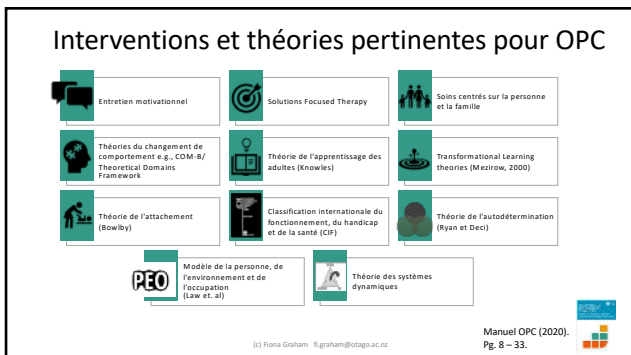 Interventions et théories pertinentes pour OPC
Entretien motivationnel
Solutions Focused Therapy
Soins centrés sur la personne
et la famille
Théories du changement de
comportement e.g., COM-B/
Theoretical Domains
Framework
Théorie de l'apprentissage des
adultes (Knowles)
Transformational Learning
theories (Mezirow, 2000)
Théorie de l'attachement
(Bowlby)
Classification internationale du
fonctionnement, du handicap
et de la santé (CIF)
Théorie de l'autodétermination
(Ryan et Deci)
PEO
Modèle de la personne, de
l'environnement et de
l'occupation
(Law et. al)
Théorie des systèmes
dynamiques
Manuel OPC (2020).
Pg. 8 – 33.
(c) Fiona Graham fi.graham@otago.ac.nz